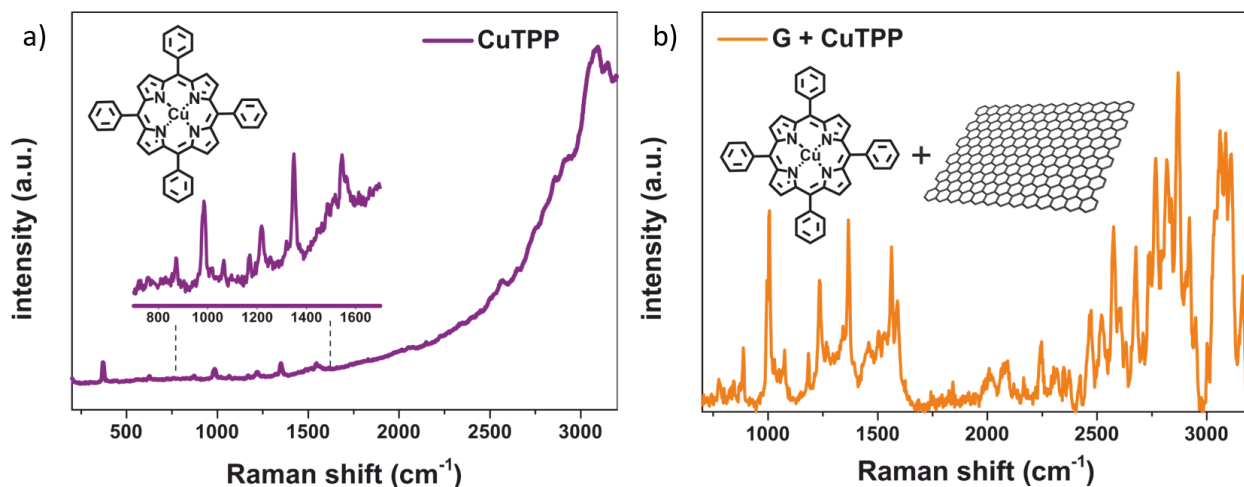 a)
CuTPP
N
N
Cu
N
N
intensity (a.u.)
800 1000 1200 1400 1600
500 1000 1500 2000 2500 3000
Raman shift (cm⁻¹)
b)
G + CuTPP
N
N
Cu
N
N
+
intensity (a.u.)
1000 1500 2000 2500 3000
Raman shift (cm⁻¹)